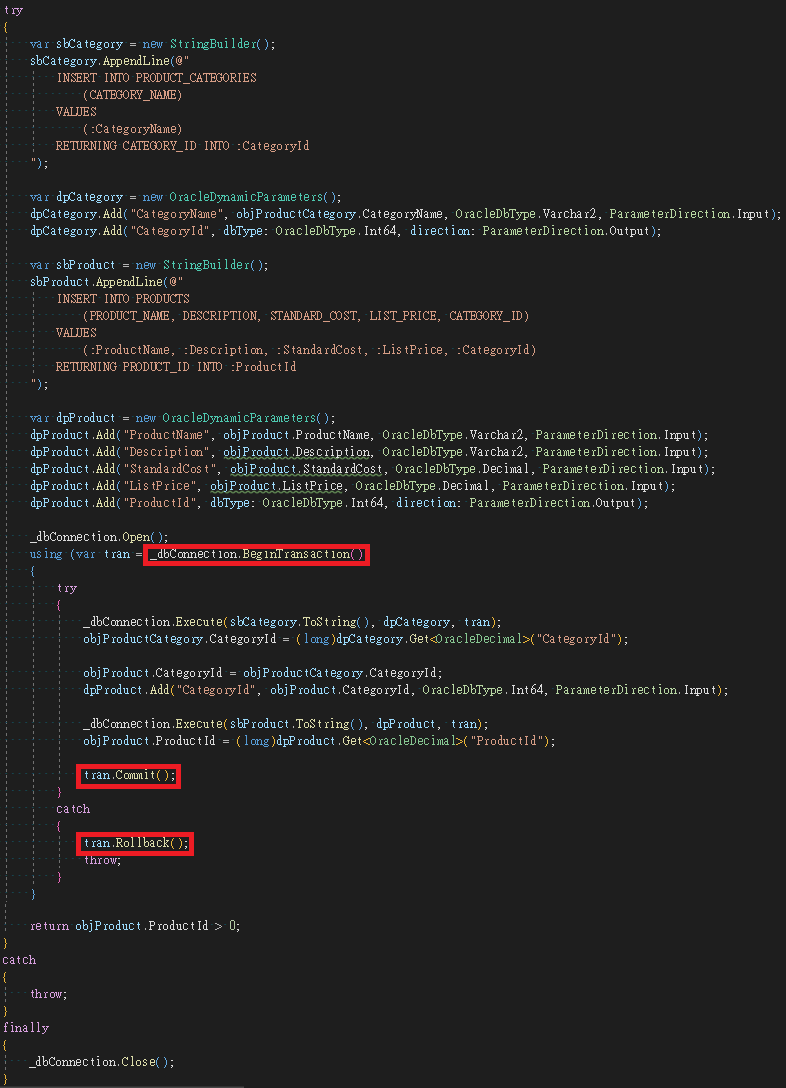 try
{
    var sbCategory = new StringBuilder();
    sbCategory.AppendLine(@"
        INSERT INTO PRODUCT_CATEGORIES
            (CATEGORY_NAME)
        VALUES
            (:CategoryName)
        RETURNING CATEGORY_ID INTO :CategoryId
    ");

    var dpCategory = new OracleDynamicParameters();
    dpCategory.Add("CategoryName", objProductCategory.CategoryName, OracleDbType.Varchar2, ParameterDirection.Input);
    dpCategory.Add("CategoryId", dbType: OracleDbType.Int64, direction: ParameterDirection.Output);

    var sbProduct = new StringBuilder();
    sbProduct.AppendLine(@"
        INSERT INTO PRODUCTS
            (PRODUCT_NAME, DESCRIPTION, STANDARD_COST, LIST_PRICE, CATEGORY_ID)
        VALUES
            (:ProductName, :Description, :StandardCost, :ListPrice, :CategoryId)
        RETURNING PRODUCT_ID INTO :ProductId
    ");

    var dpProduct = new OracleDynamicParameters();
    dpProduct.Add("ProductName", objProduct.ProductName, OracleDbType.Varchar2, ParameterDirection.Input);
    dpProduct.Add("Description", objProduct.Description, OracleDbType.Varchar2, ParameterDirection.Input);
    dpProduct.Add("StandardCost", objProduct.StandardCost, OracleDbType.Decimal, ParameterDirection.Input);
    dpProduct.Add("ListPrice", objProduct.ListPrice, OracleDbType.Decimal, ParameterDirection.Input);
    dpProduct.Add("ProductId", dbType: OracleDbType.Int64, direction: ParameterDirection.Output);

    _dbConnection.Open();
    using (var tran = _dbConnection.BeginTransaction()
    {
        try
        {
            _dbConnection.Execute(sbCategory.ToString(), dpCategory, tran);
            objProductCategory.CategoryId = (long)dpCategory.Get<OracleDecimal>("CategoryId");

            objProduct.CategoryId = objProductCategory.CategoryId;
            dpProduct.Add("CategoryId", objProduct.CategoryId, OracleDbType.Int64, ParameterDirection.Input);

            _dbConnection.Execute(sbProduct.ToString(), dpProduct, tran);
            objProduct.ProductId = (long)dpProduct.Get<OracleDecimal>("ProductId");

            tran.Commit();
        }
        catch
        {
            tran.Rollback();
            throw;
        }
    }

    return objProduct.ProductId > 0;
}
catch
{
    throw;
}
finally
{
    _dbConnection.Close();
}